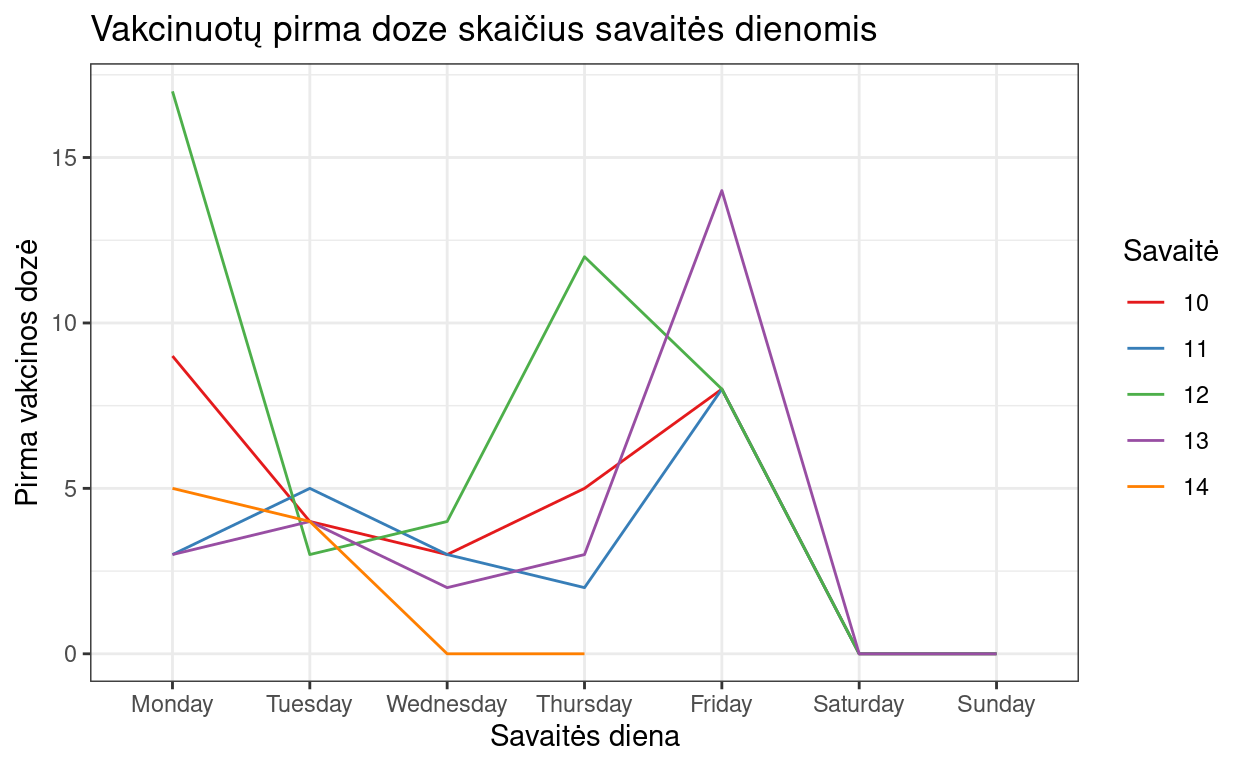 Vakcinuotų pirma doze skaičius savaitės dienomis
Pirma vakcinos dozė
15
10
5
0
Monday Tuesday Wednesday Thursday Friday Saturday Sunday
Savaitės diena
Savaitė
10
11
12
13
14